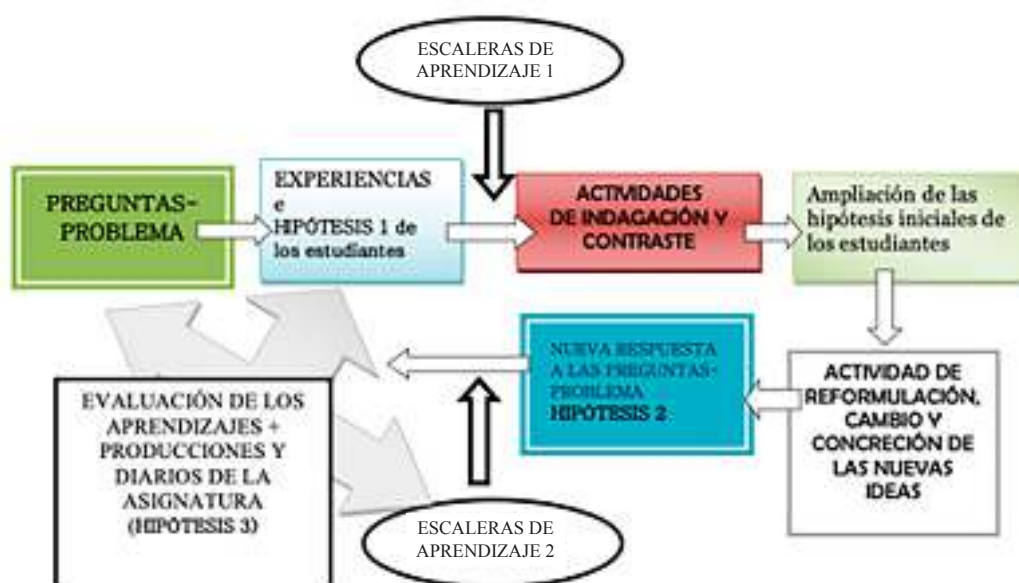 ESCALERAS DE
APRENDIZAJE 1
PREGUNTAS-
PROBLEMA
EXPERIENCIAS
e
HIPÓTESIS 1 de
los estudiantes
ACTIVIDADES
DE INDAGACIÓN Y
CONTRASTE
Ampliación de las
hipótesis iniciales de
los estudiantes
ACTIVIDAD DE
REFORMULACIÓN,
CAMBIO Y
CONCRECIÓN DE
LAS NUEVAS
IDEAS
NUEVA RESPUESTA
A LAS PREGUNTAS-
PROBLEMA
HIPÓTESIS 2
EVALUACIÓN DE LOS
APRENDIZAJES +
PRODUCCIONES Y
DIARIOS DE LA
ASIGNATURA
(HIPÓTESIS 3)
ESCALERAS DE
APRENDIZAJE 2